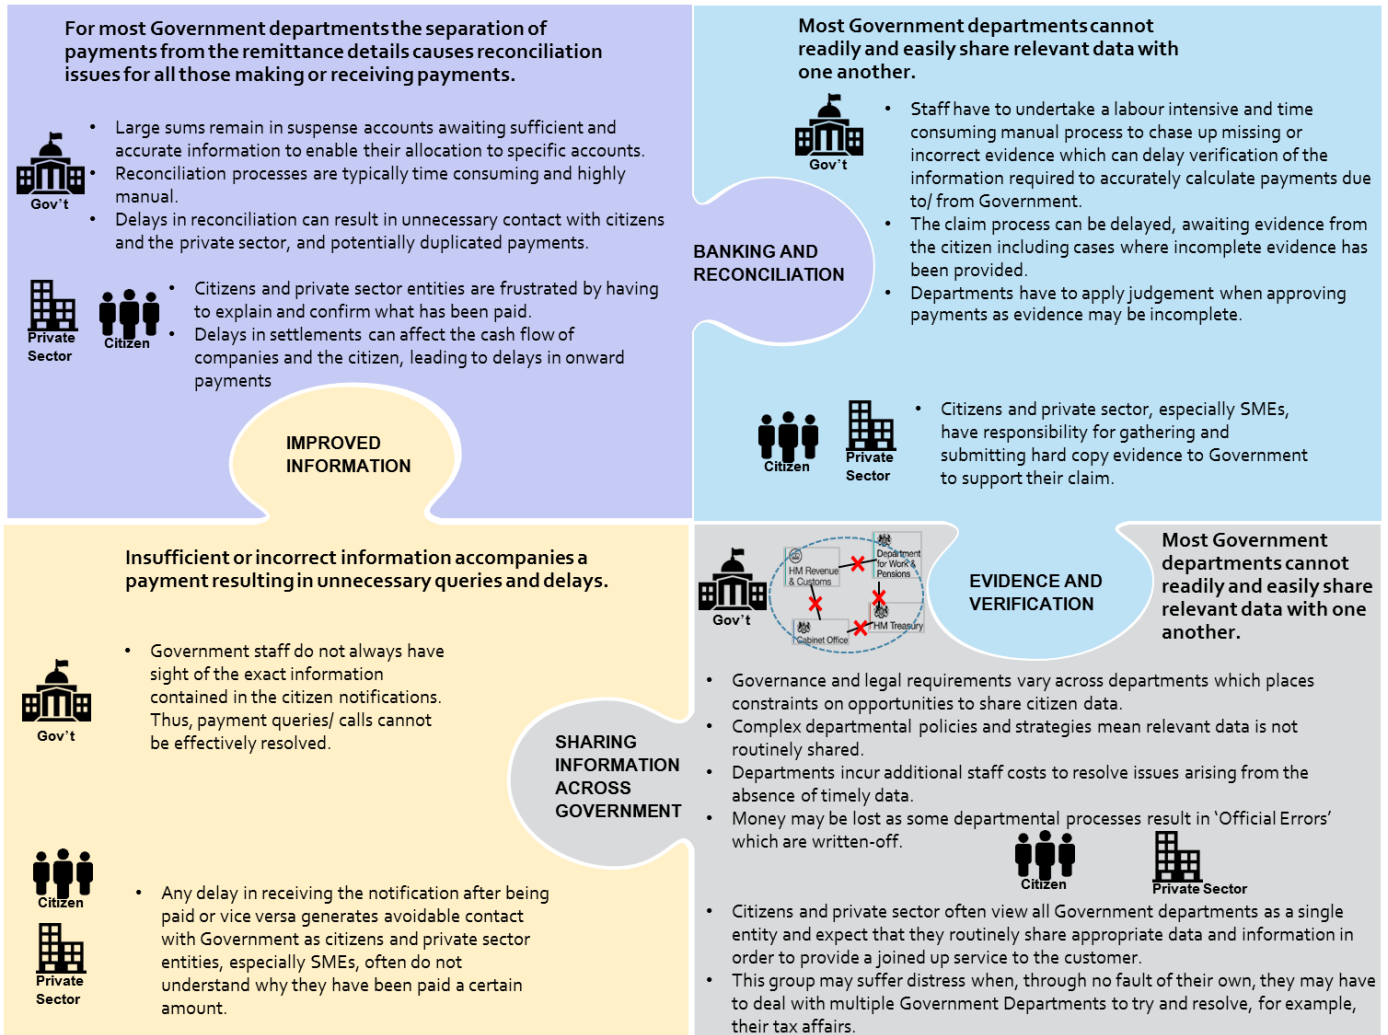 For most Government departments the separation of
payments from the remittance details causes reconciliation
issues for all those making or receiving payments.
Gov't
• Large sums remain in suspense accounts awaiting sufficient and
accurate information to enable their allocation to specific accounts.
• Reconciliation processes are typically time consuming and highly
manual.
• Delays in reconciliation can result in unnecessary contact with citizens
and the private sector, and potentially duplicated payments.
Private
Sector
Citizen
• Citizens and private sector entities are frustrated by having
to explain and confirm what has been paid.
• Delays in settlements can affect the cash flow of
companies and the citizen, leading to delays in onward
payments
BANKING AND
RECONCILIATION
Most Government departments cannot
readily and easily share relevant data with
one another.
Gov't
• Staff have to undertake a labour intensive and time
consuming manual process to chase up missing or
incorrect evidence which can delay verification of the
information required to accurately calculate payments due
to/ from Government.
• The claim process can be delayed, awaiting evidence from
the citizen including cases where incomplete evidence has
been provided.
• Departments have to apply judgement when approving
payments as evidence may be incomplete.
Citizen
Private
Sector
• Citizens and private sector, especially SMEs,
have responsibility for gathering and
submitting hard copy evidence to Government
to support their claim.
IMPROVED
INFORMATION
Insufficient or incorrect information accompanies a
payment resulting in unnecessary queries and delays.
Gov't
• Government staff do not always have
sight of the exact information
contained in the citizen notifications.
Thus, payment queries/ calls cannot
be effectively resolved.
Citizen
Private
Sector
• Any delay in receiving the notification after being
paid or vice versa generates avoidable contact
with Government as citizens and private sector
entities, especially SMEs, often do not
understand why they have been paid a certain
amount.
SHARING
INFORMATION
ACROSS
GOVERNMENT
Gov't
HM Revenue
& Customs
Department
for Work &
Pensions
Cabinet Office
HM Treasury
EVIDENCE AND
VERIFICATION
Most Government
departments cannot
readily and easily share
relevant data with one
another.
• Governance and legal requirements vary across departments which places
constraints on opportunities to share citizen data.
• Complex departmental policies and strategies mean relevant data is not
routinely shared.
• Departments incur additional staff costs to resolve issues arising from the
absence of timely data.
• Money may be lost as some departmental processes result in 'Official Errors'
which are written-off.
Citizen
Private Sector
• Citizens and private sector often view all Government departments as a single
entity and expect that they routinely share appropriate data and information in
order to provide a joined up service to the customer.
• This group may suffer distress when, through no fault of their own, they may have
to deal with multiple Government Departments to try and resolve, for example,
their tax affairs.